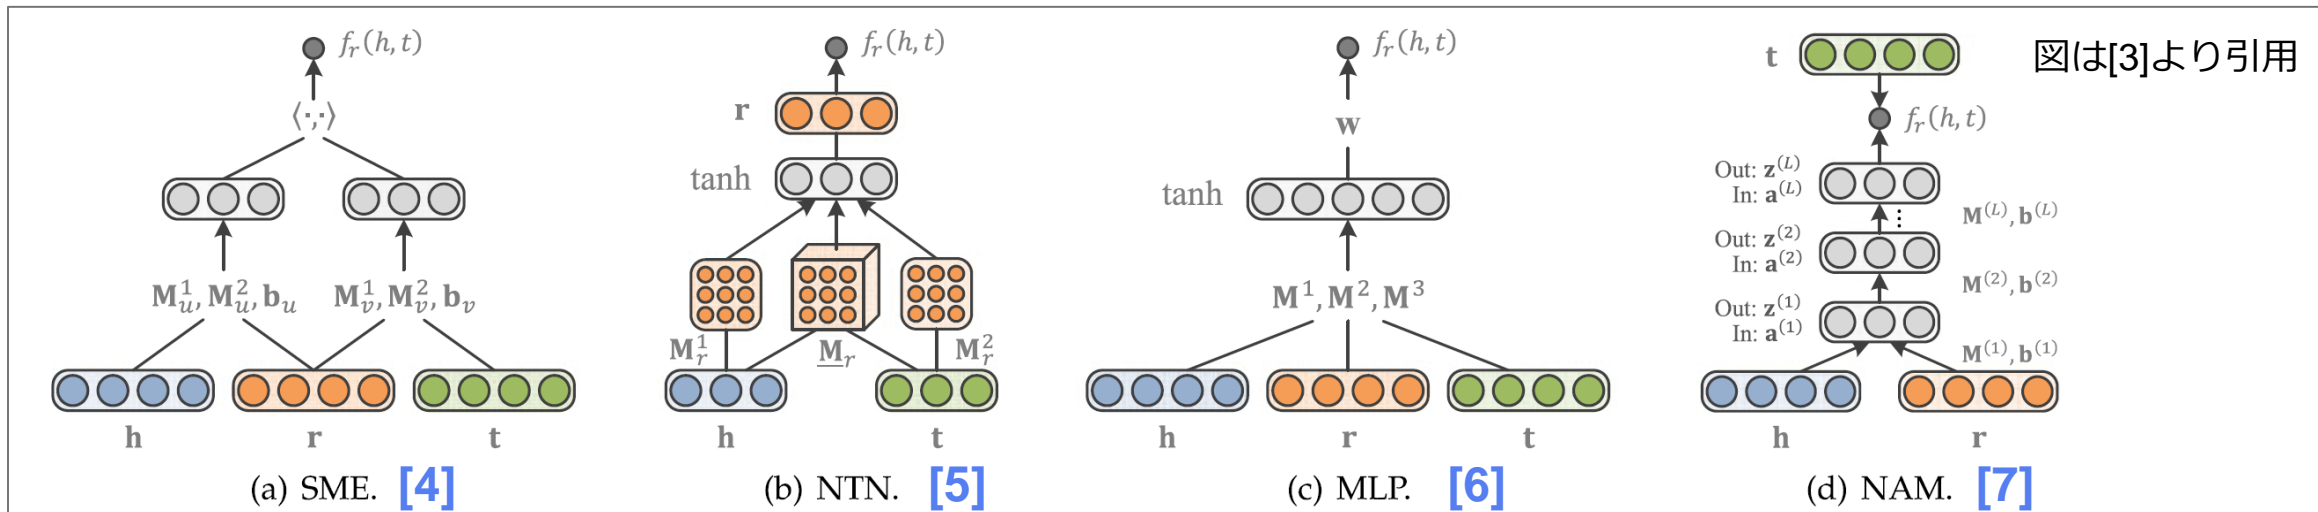 f_r(h, t)
⟨·,·⟩
M_u^1, M_u^2, b_u
M_v^1, M_v^2, b_v
h
r
t
(a) SME. [4]
f_r(h, t)
r
tanh
M_r^1
M_r
M_r^2
h
t
(b) NTN. [5]
f_r(h, t)
w
tanh
M^1, M^2, M^3
h
r
t
(c) MLP. [6]
図は[3]より引用
t
f_r(h, t)
Out: z^(L)
In: a^(L)
M^(L), b^(L)
⋮
Out: z^(2)
In: a^(2)
M^(2), b^(2)
Out: z^(1)
In: a^(1)
M^(1), b^(1)
h
r
(d) NAM. [7]